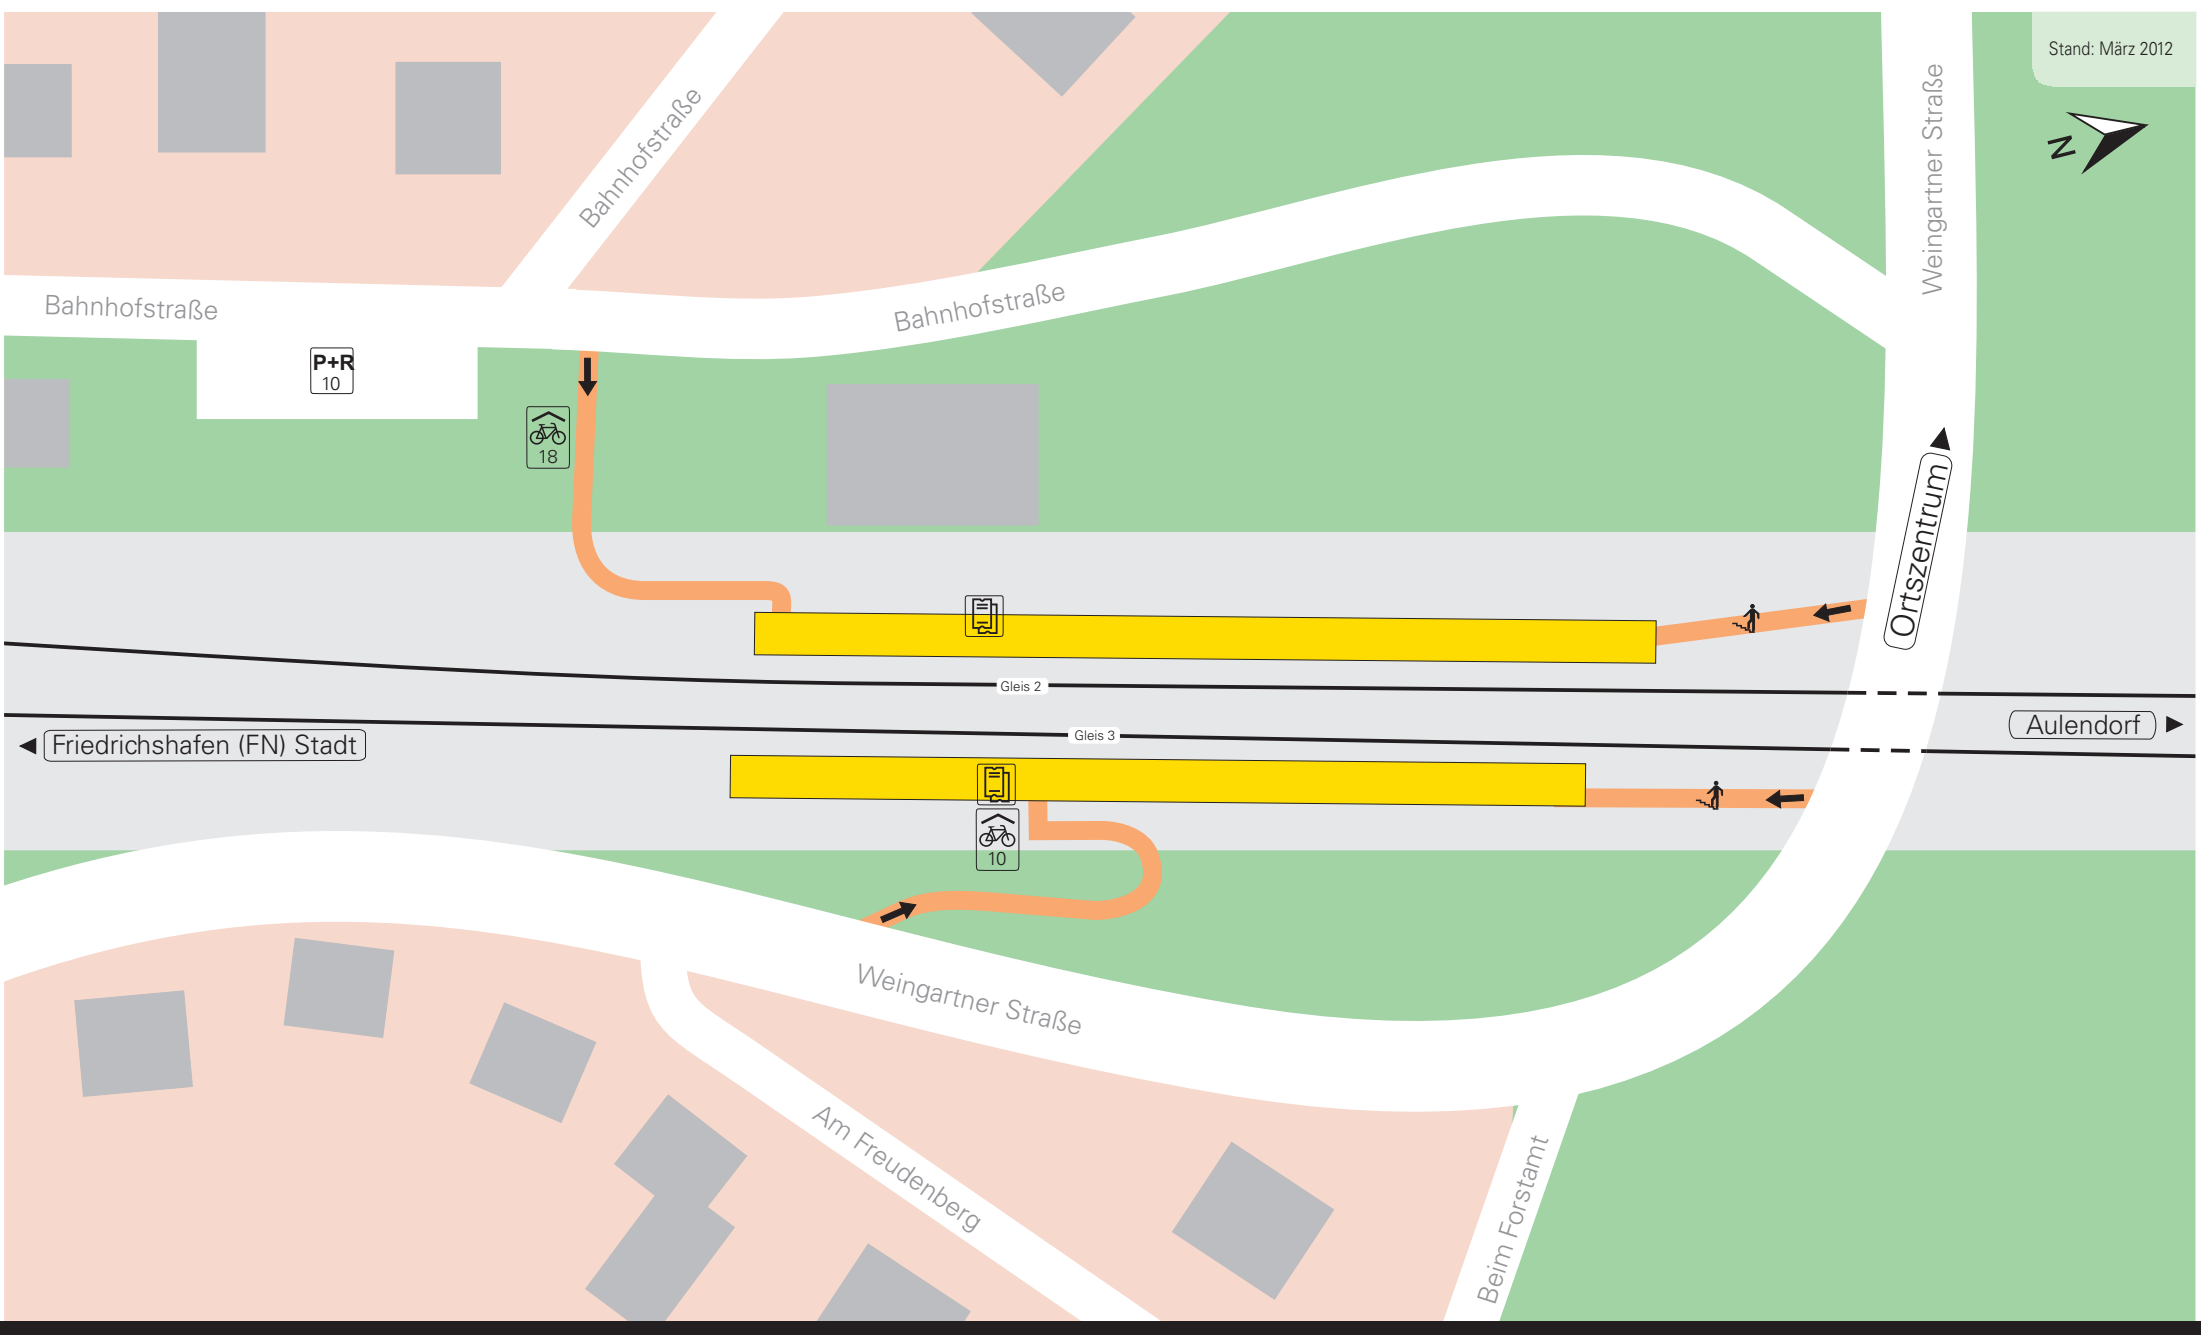 Stand: März 2012
N
Weingartner Straße
Bahnhofstraße
Bahnhofstraße
Bahnhofstraße
P+R
10
18
Ortszentrum
Gleis 2
Gleis 3
Friedrichshafen (FN) Stadt
Aulendorf
10
Weingartner Straße
Am Freudenberg
Beim Forstamt